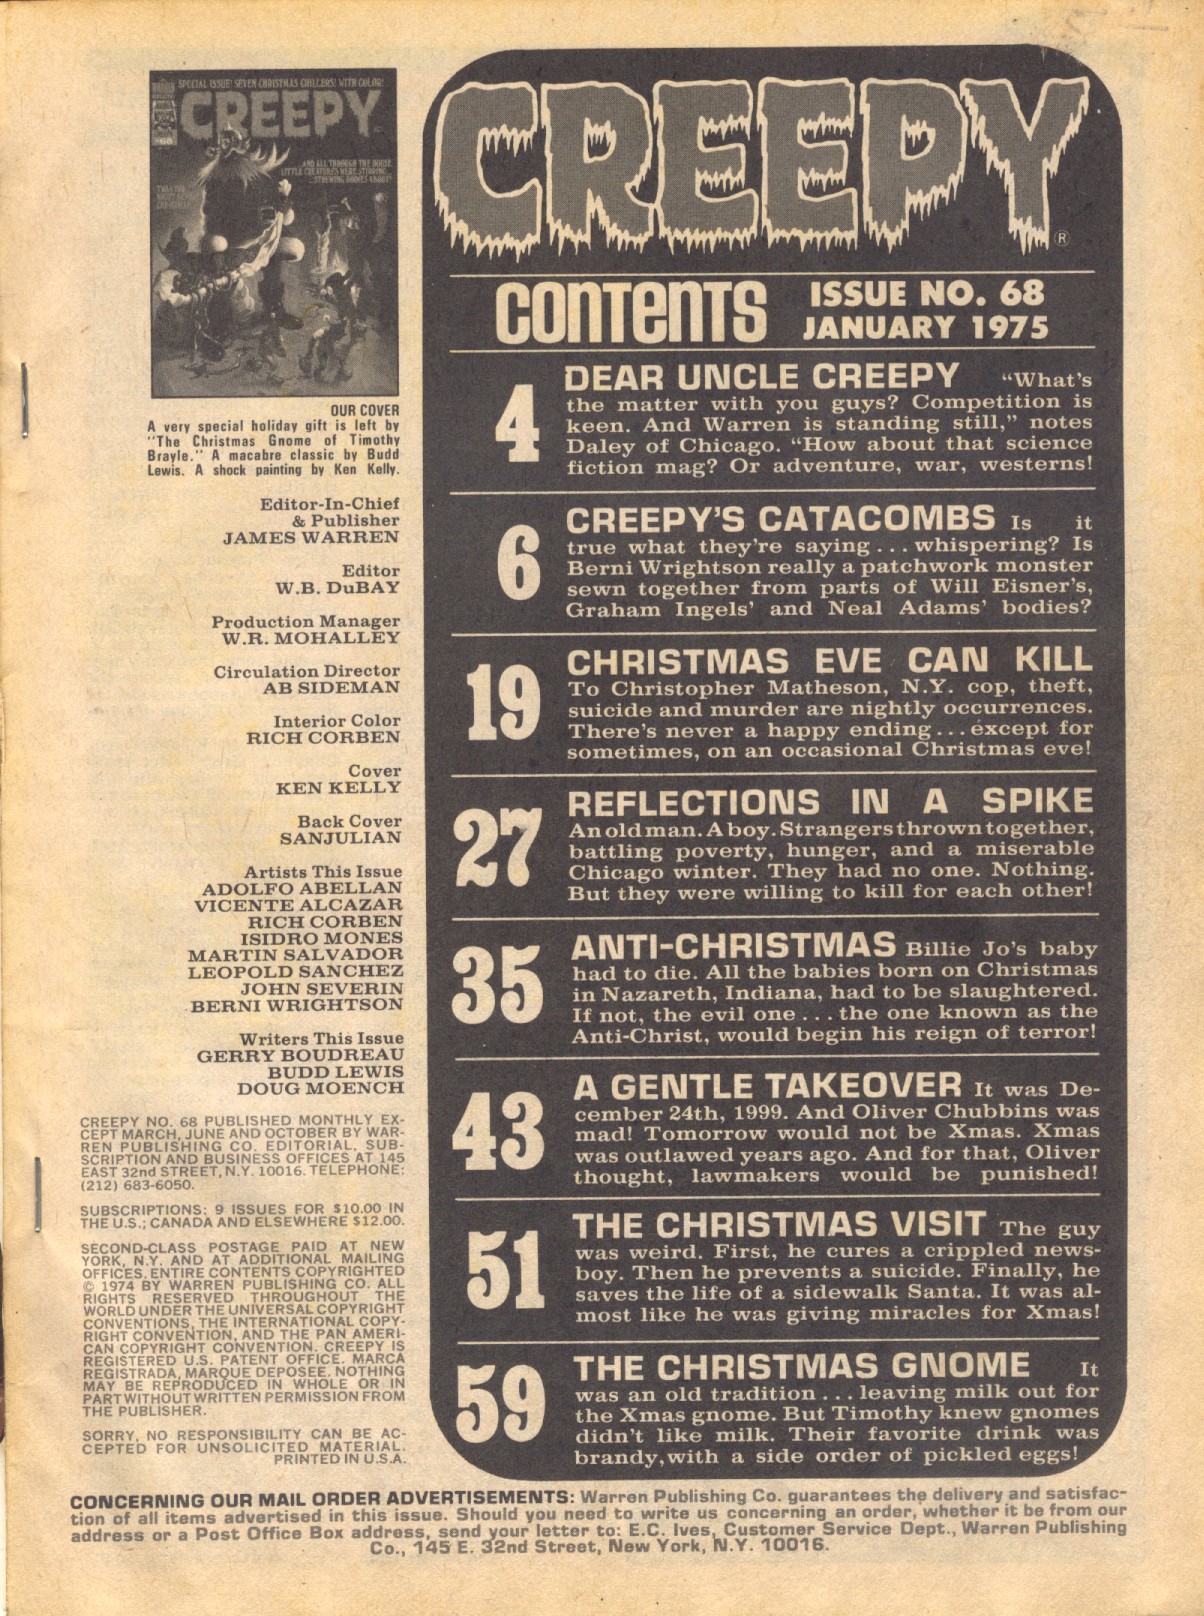 SPECIAL ISSUE! SEVEN CHRISTMAS CHILLERS! WITH COLOR!
CREEPY
...AND ALL THROUGH THE HOUSE
LITTLE CREATURES WERE STIRRING...
...STREWING BODIES ABOUT!
OUR COVER
A very special holiday gift is left by
"The Christmas Gnome of Timothy
Brayle." A macabre classic by Budd
Lewis. A shock painting by Ken Kelly.
Editor-In-Chief
& Publisher
JAMES WARREN
Editor
W.B. DuBAY
Production Manager
W.R. MOHALLEY
Circulation Director
AB SIDEMAN
Interior Color
RICH CORBEN
Cover
KEN KELLY
Back Cover
SANJULIAN
Artists This Issue
ADOLFO ABELLAN
VICENTE ALCAZAR
RICH CORBEN
ISIDRO MONES
MARTIN SALVADOR
LEOPOLD SANCHEZ
JOHN SEVERIN
BERNI WRIGHTSON
Writers This Issue
GERRY BOUDREAU
BUDD LEWIS
DOUG MOENCH
CREEPY NO. 68 PUBLISHED MONTHLY EX-
CEPT MARCH, JUNE AND OCTOBER BY WAR-
REN PUBLISHING CO. EDITORIAL, SUB-
SCRIPTION AND BUSINESS OFFICES AT 145
EAST 32nd STREET, N.Y. 10016. TELEPHONE:
(212) 683-6050.
SUBSCRIPTIONS: 9 ISSUES FOR $10.00 IN
THE U.S.; CANADA AND ELSEWHERE $12.00.
SECOND-CLASS POSTAGE PAID AT NEW
YORK, N.Y. AND AT ADDITIONAL MAILING
OFFICES. ENTIRE CONTENTS COPYRIGHTED
© 1974 BY WARREN PUBLISHING CO. ALL
RIGHTS RESERVED THROUGHOUT THE
WORLD UNDER THE UNIVERSAL COPYRIGHT
CONVENTIONS, THE INTERNATIONAL COPY-
RIGHT CONVENTION, AND THE PAN AMERI-
CAN COPYRIGHT CONVENTION. CREEPY IS
REGISTERED U.S. PATENT OFFICE. MARCA
REGISTRADA, MARQUE DEPOSEE. NOTHING
MAY BE REPRODUCED IN WHOLE OR IN
PART WITHOUT WRITTEN PERMISSION FROM
THE PUBLISHER.
SORRY, NO RESPONSIBILITY CAN BE AC-
CEPTED FOR UNSOLICITED MATERIAL.
PRINTED IN U.S.A.
CREEPY ®
CONTENTS
ISSUE NO. 68
JANUARY 1975
4
DEAR UNCLE CREEPY "What's
the matter with you guys? Competition is
keen. And Warren is standing still," notes
Daley of Chicago. "How about that science
fiction mag? Or adventure, war, westerns!
6
CREEPY'S CATACOMBS Is it
true what they're saying ... whispering? Is
Berni Wrightson really a patchwork monster
sewn together from parts of Will Eisner's,
Graham Ingels' and Neal Adams' bodies?
19
CHRISTMAS EVE CAN KILL
To Christopher Matheson, N.Y. cop, theft,
suicide and murder are nightly occurrences.
There's never a happy ending ... except for
sometimes, on an occasional Christmas eve!
27
REFLECTIONS IN A SPIKE
An old man. A boy. Strangers thrown together,
battling poverty, hunger, and a miserable
Chicago winter. They had no one. Nothing.
But they were willing to kill for each other!
35
ANTI-CHRISTMAS Billie Jo's baby
had to die. All the babies born on Christmas
in Nazareth, Indiana, had to be slaughtered.
If not, the evil one ... the one known as the
Anti-Christ, would begin his reign of terror!
43
A GENTLE TAKEOVER It was De-
cember 24th, 1999. And Oliver Chubbins was
mad! Tomorrow would not be Xmas. Xmas
was outlawed years ago. And for that, Oliver
thought, lawmakers would be punished!
51
THE CHRISTMAS VISIT The guy
was weird. First, he cures a crippled news-
boy. Then he prevents a suicide. Finally, he
saves the life of a sidewalk Santa. It was al-
most like he was giving miracles for Xmas!
59
THE CHRISTMAS GNOME It
was an old tradition ... leaving milk out for
the Xmas gnome. But Timothy knew gnomes
didn't like milk. Their favorite drink was
brandy, with a side order of pickled eggs!
CONCERNING OUR MAIL ORDER ADVERTISEMENTS: Warren Publishing Co. guarantees the delivery and satisfac-
tion of all items advertised in this issue. Should you need to write us concerning an order, whether it be from our
address or a Post Office Box address, send your letter to: E.C. Ives, Customer Service Dept., Warren Publishing
Co., 145 E. 32nd Street, New York, N.Y. 10016.